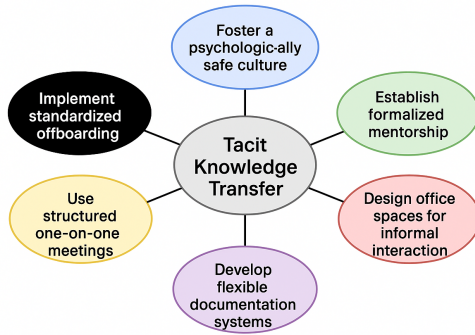 Foster a
psychologic-ally
safe culture
Implement
standardized
offboarding
Establish
formalized
mentorship
Tacit
Knowledge
Transfer
Use
structured
one-on-one
meetings
Design office
spaces for
informal
interaction
Develop
flexible
documentation
systems